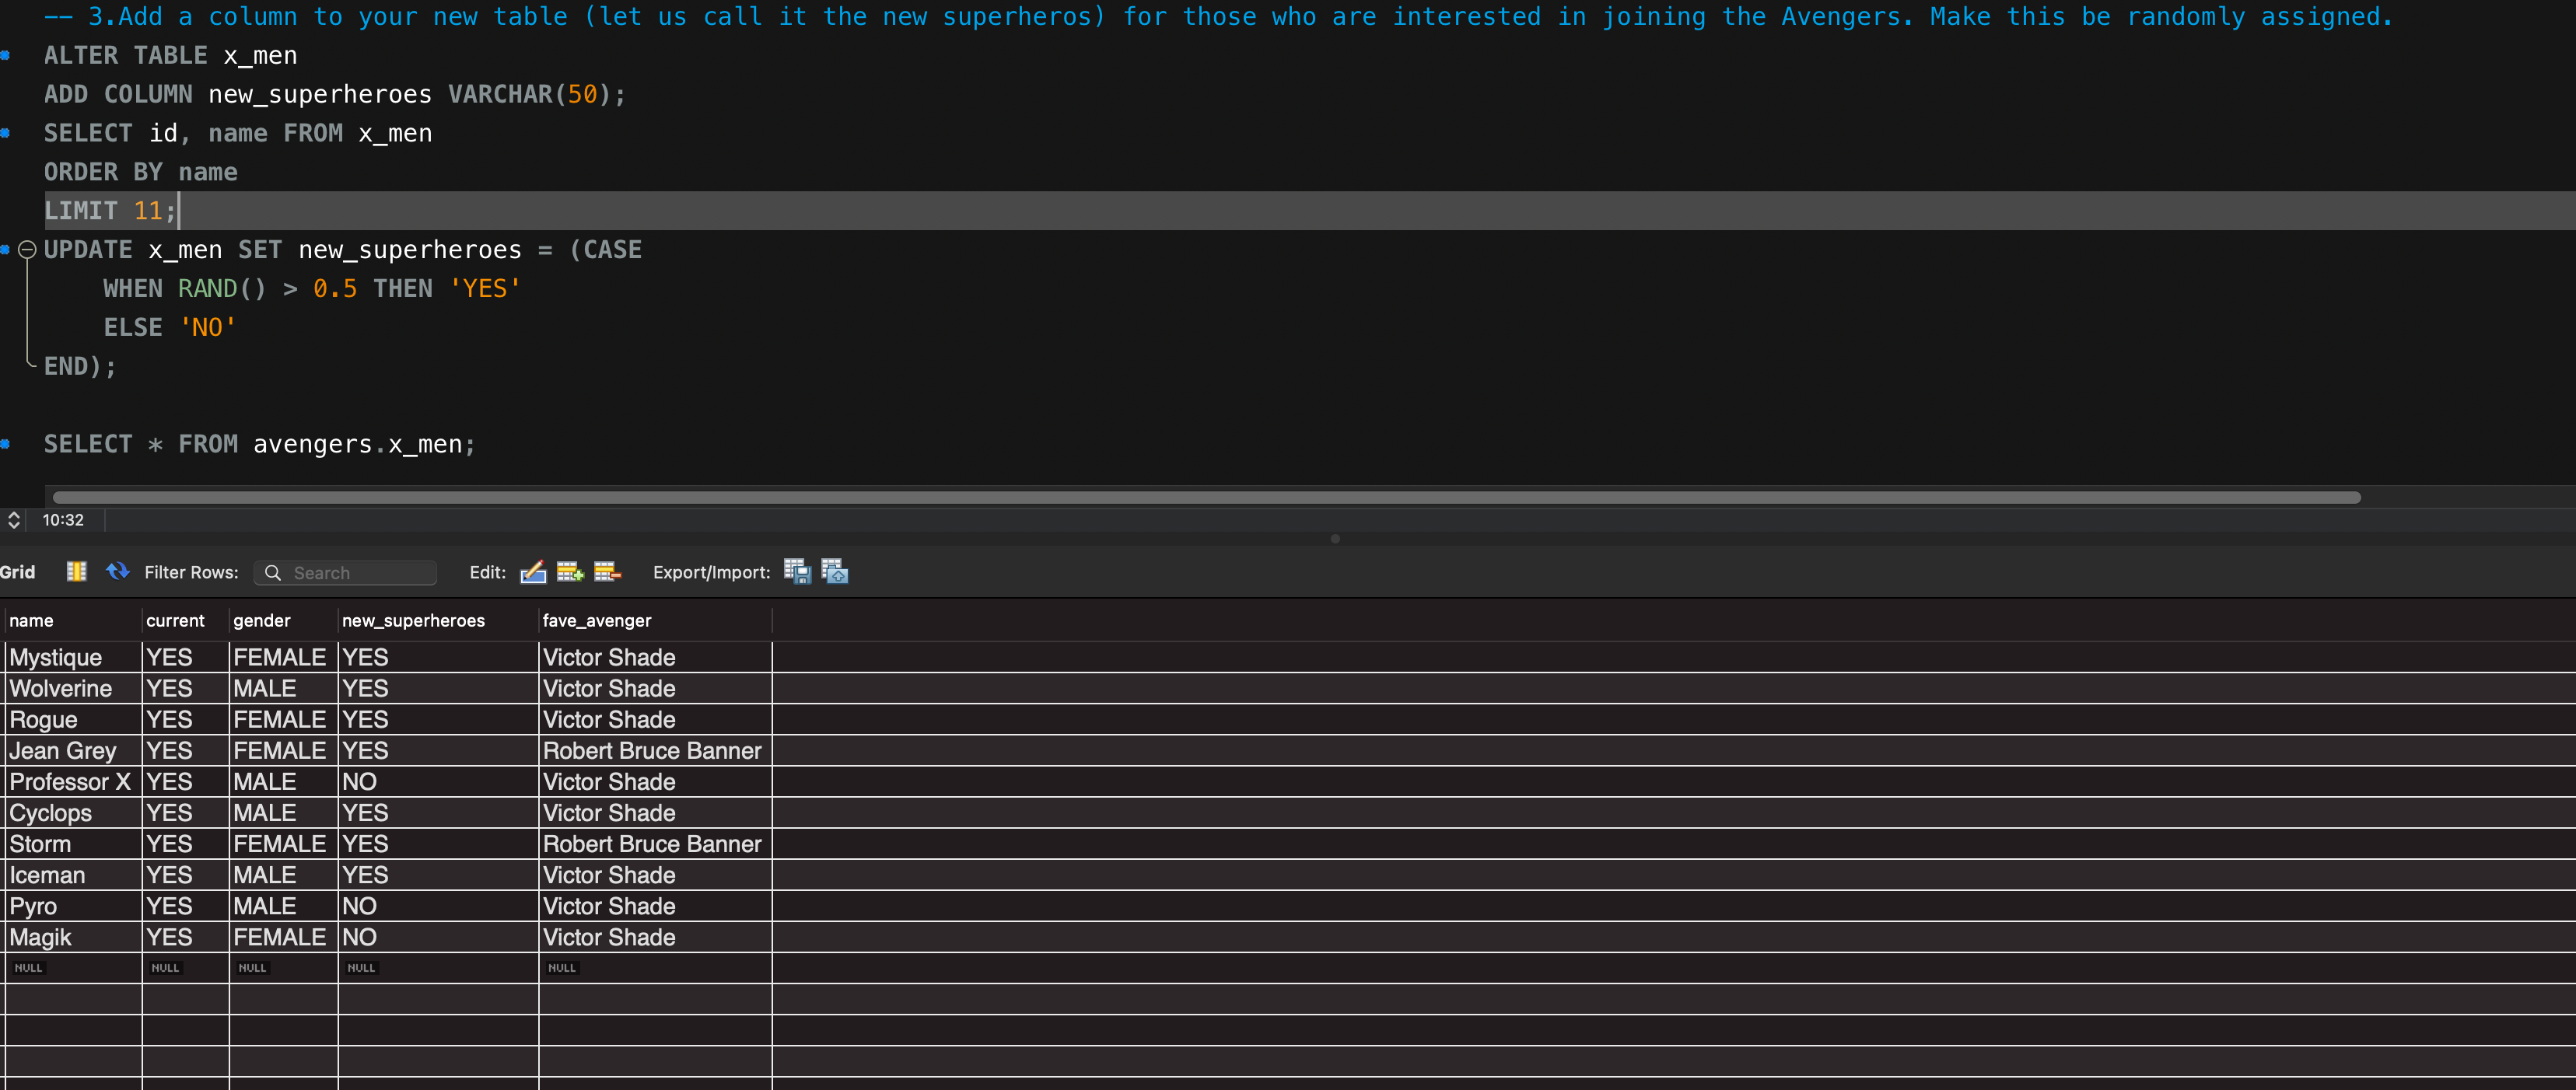 -- 3.Add a column to your new table (let us call it the new superheros) for those who are interested in joining the Avengers. Make this be randomly assigned.
ALTER TABLE x_men
ADD COLUMN new_superheroes VARCHAR(50);
SELECT id, name FROM x_men
ORDER BY name
LIMIT 11;
UPDATE x_men SET new_superheroes = (CASE
WHEN RAND() > 0.5 THEN 'YES'
ELSE 'NO'
END);
SELECT * FROM avengers.x_men;
10:32
Grid Filter Rows: Search Edit: Export/Import:
name current gender new_superheroes fave_avenger
Mystique YES FEMALE YES Victor Shade
Wolverine YES MALE YES Victor Shade
Rogue YES FEMALE YES Victor Shade
Jean Grey YES FEMALE YES Robert Bruce Banner
Professor X YES MALE NO Victor Shade
Cyclops YES MALE YES Victor Shade
Storm YES FEMALE YES Robert Bruce Banner
Iceman YES MALE YES Victor Shade
Pyro YES MALE NO Victor Shade
Magik YES FEMALE NO Victor Shade
NULL NULL NULL NULL NULL